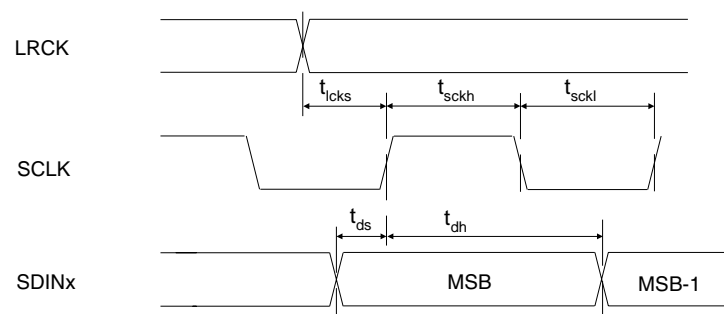 LRCK
t_lcks t_sckh t_sckl
SCLK
t_ds t_dh
SDINx MSB MSB-1